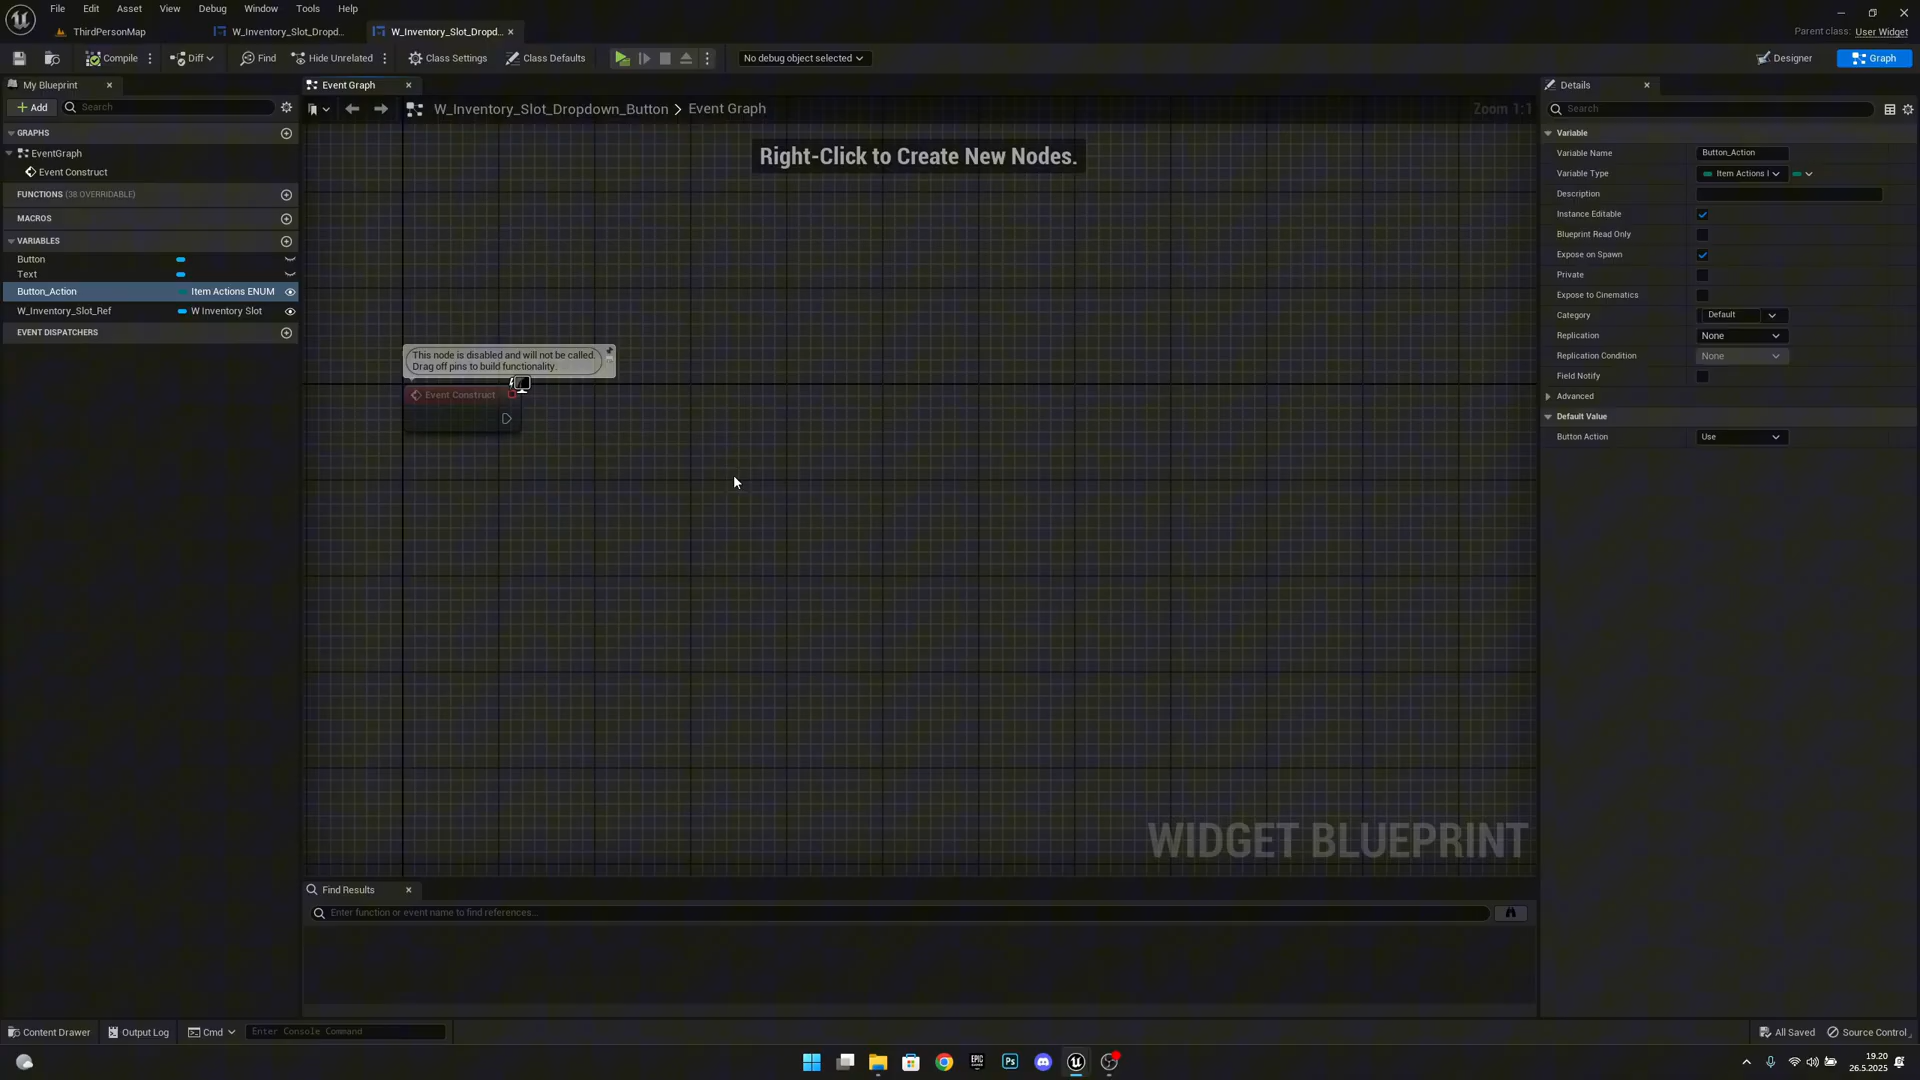 File Edit Asset View Debug Window Tools Help
ThirdPersonMap W_Inventory_Slot_Dropd... W_Inventory_Slot_Dropd... Parent class: User Widget
Compile Diff Find Hide Unrelated Class Settings Class Defaults No debug object selected Designer Graph
My Blueprint
Add Search
GRAPHS
EventGraph
Event Construct
FUNCTIONS (38 OVERRIDABLE)
MACROS
VARIABLES
Button
Text
Button_Action Item Actions ENUM
W_Inventory_Slot_Ref W Inventory Slot
EVENT DISPATCHERS
Event Graph
W_Inventory_Slot_Dropdown_Button > Event Graph Zoom 1:1
Right-Click to Create New Nodes.
This node is disabled and will not be called.
Drag off pins to build functionality.
Event Construct
WIDGET BLUEPRINT
Find Results
Enter function or event name to find references...
Details
Search
Variable
Variable Name Button_Action
Variable Type Item Actions
Description
Instance Editable
Blueprint Read Only
Expose on Spawn
Private
Expose to Cinematics
Category Default
Replication None
Replication Condition None
Field Notify
Advanced
Default Value
Button Action Use
Content Drawer Output Log Cmd Enter Console Command All Saved Source Control
EPIC GAMES Ps
19.20
26.5.2025